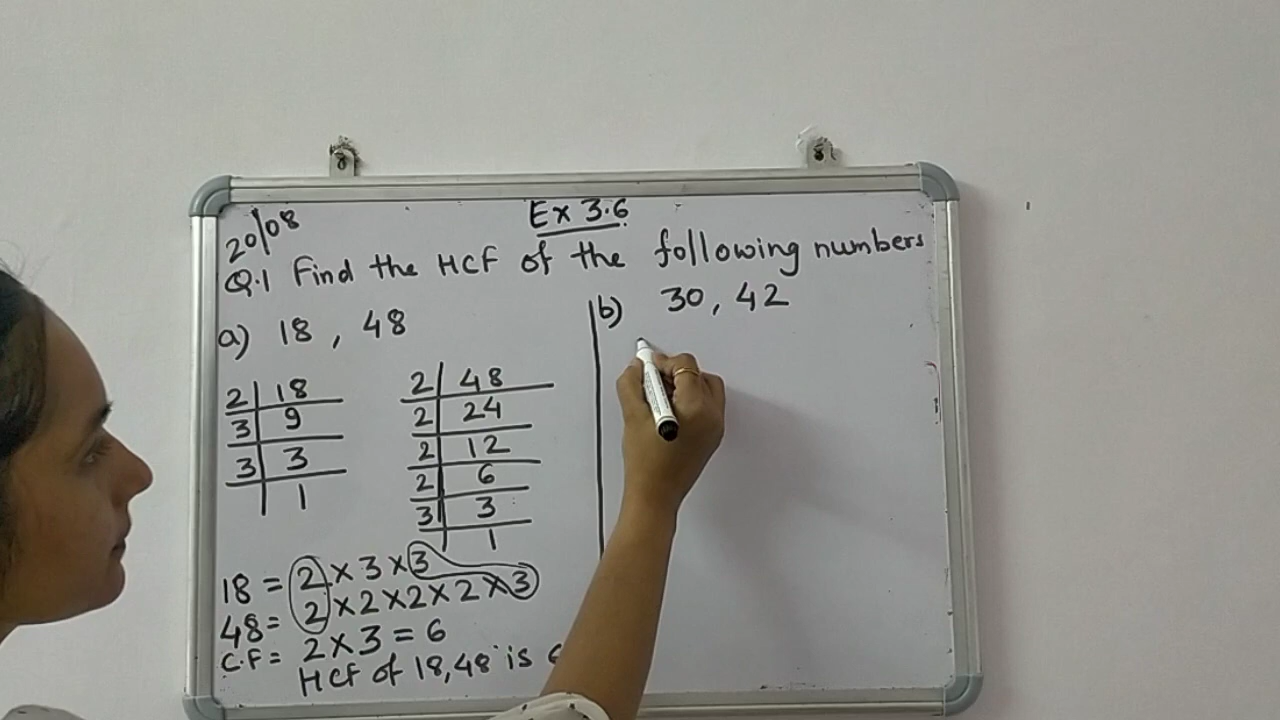 Ex 3.6
20/08
Q.1 Find the HCF of the following numbers
a) 18, 48
2 | 18
3 | 9
3 | 3
1
2 | 48
2 | 24
2 | 12
2 | 6
3 | 3
1
18 = 2 × 3 × 3
48 = 2 × 2 × 2 × 2 × 3
C.F = 2 × 3 = 6
HCF of 18, 48 is
b) 30, 42